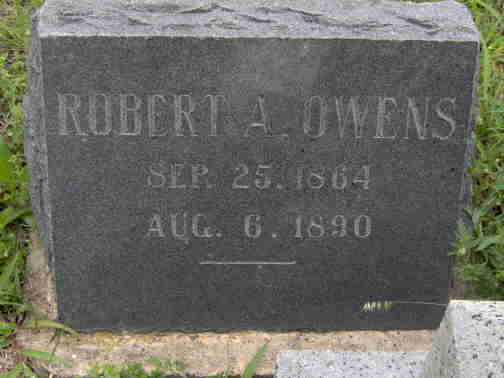 ROBERT A. OWENS
SEP. 25. 1864
AUG. 6. 1890